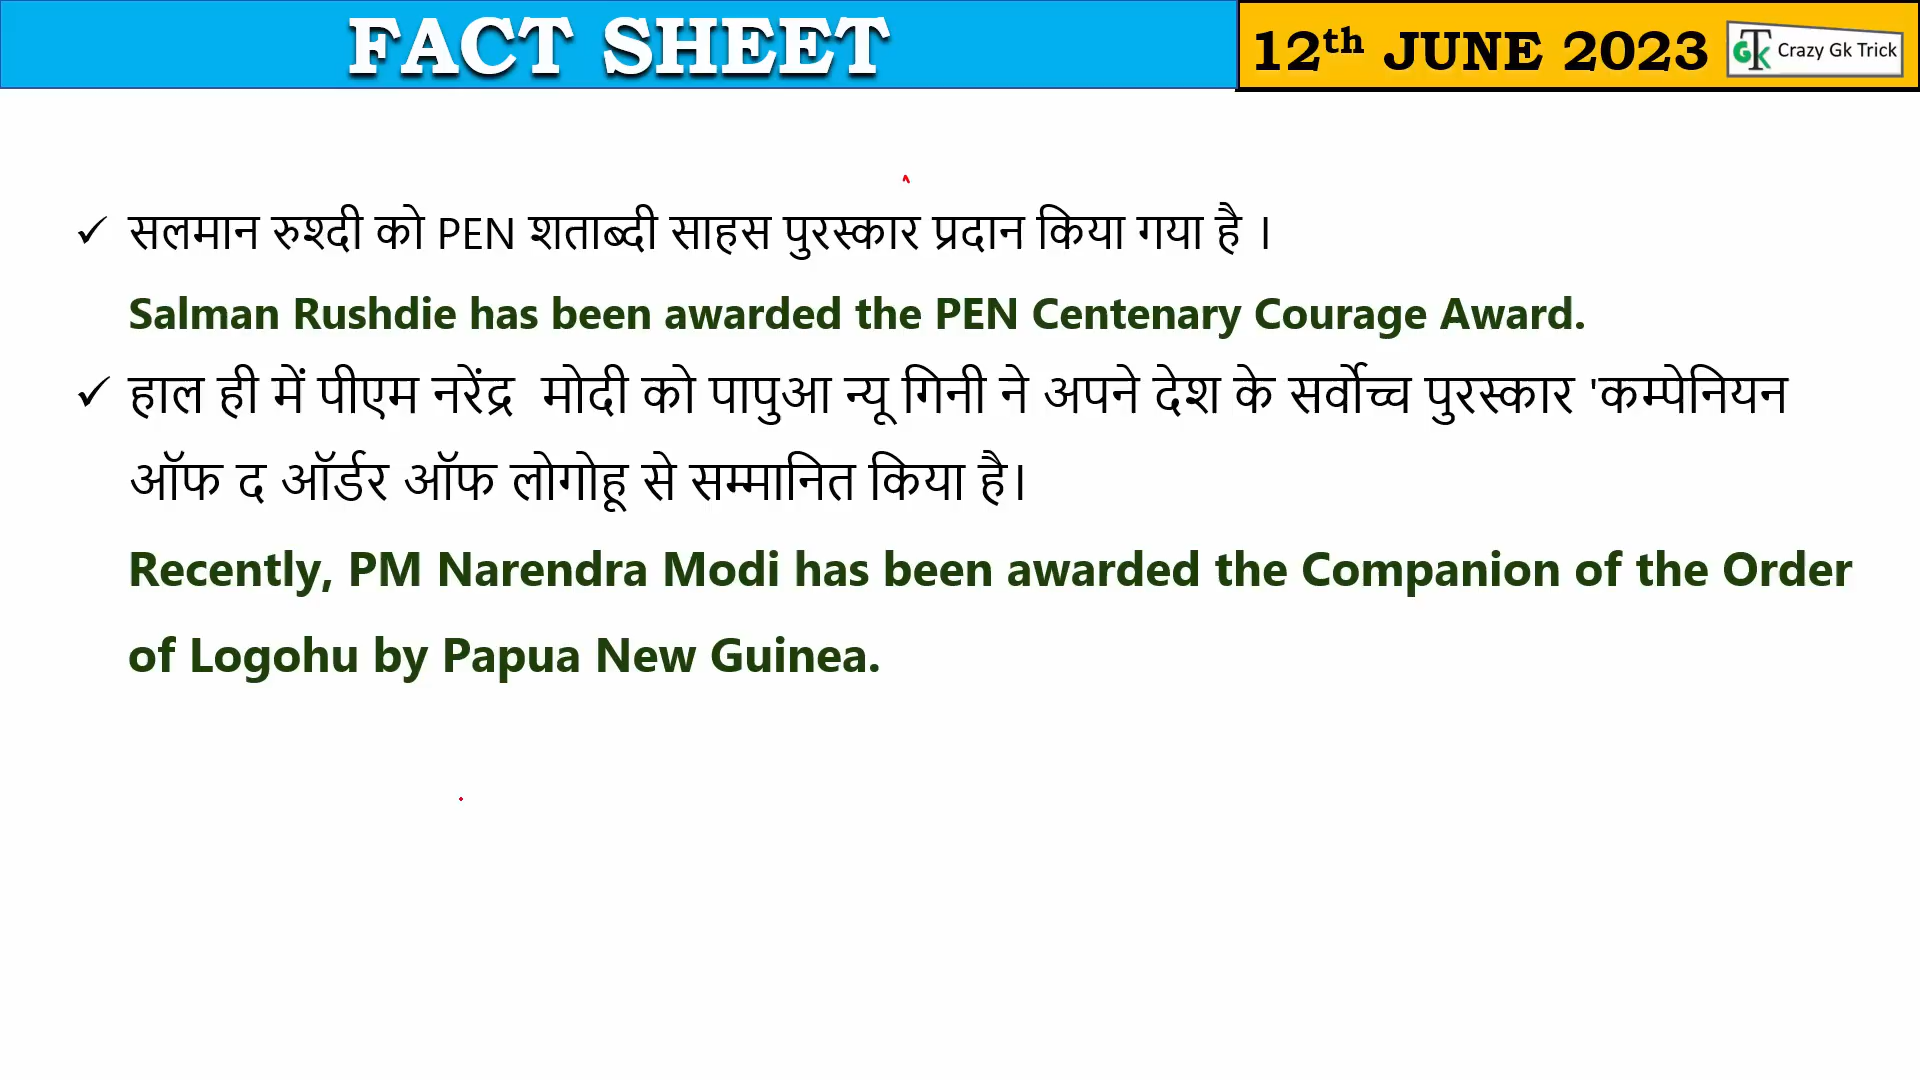 FACT SHEET
12th JUNE 2023
GTK Crazy Gk Trick
✓ सलमान रुश्दी को PEN शताब्दी साहस पुरस्कार प्रदान किया गया है ।
Salman Rushdie has been awarded the PEN Centenary Courage Award.
✓ हाल ही में पीएम नरेंद्र मोदी को पापुआ न्यू गिनी ने अपने देश के सर्वोच्च पुरस्कार 'कम्पेनियन
ऑफ द ऑर्डर ऑफ लोगोहू से सम्मानित किया है।
Recently, PM Narendra Modi has been awarded the Companion of the Order
of Logohu by Papua New Guinea.